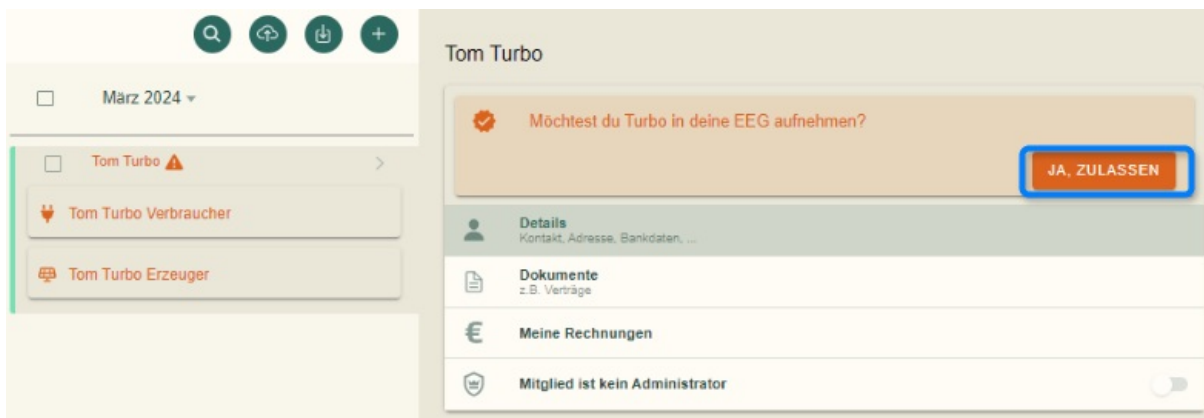 März 2024
Tom Turbo
Tom Turbo Verbraucher
Tom Turbo Erzeuger
Tom Turbo
Möchtest du Turbo in deine EEG aufnehmen?
JA, ZULASSEN
Details
Kontakt, Adresse, Bankdaten, ...
Dokumente
z.B. Verträge
€ Meine Rechnungen
Mitglied ist kein Administrator